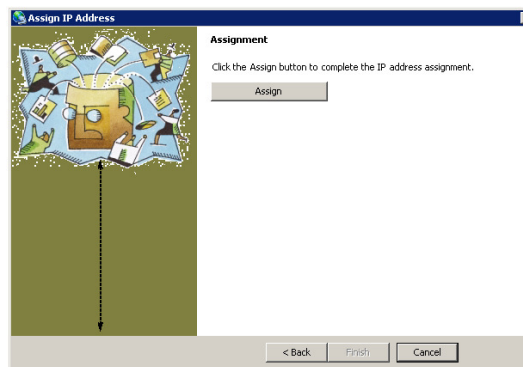 Assign IP Address
Assignment
Click the Assign button to complete the IP address assignment.
Assign
< Back
Finish
Cancel